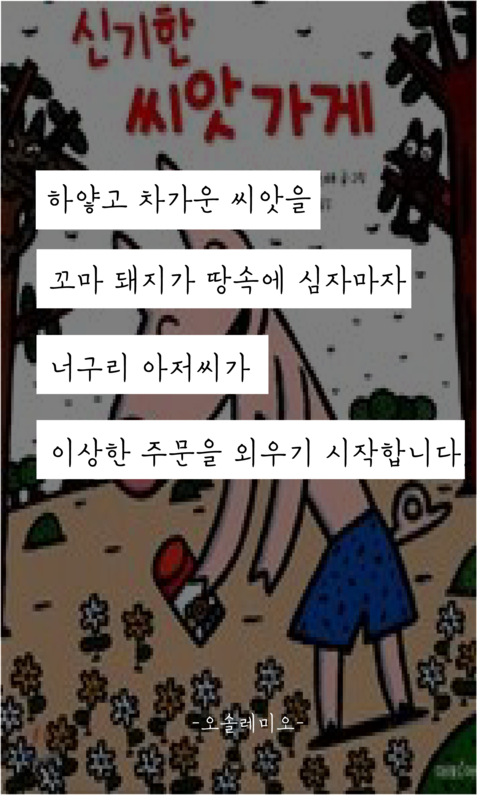 신기한
씨앗 가게
하얗고 차가운 씨앗을
꼬마 돼지가 땅속에 심자마자
너구리 아저씨가
이상한 주문을 외우기 시작합니다.
-오솔레미오-